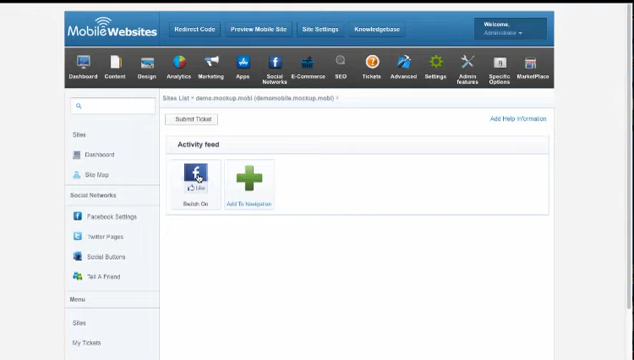 Mobile Websites
Redirect Code
Preview Mobile Site
Site Settings
Knowledgebase
Welcome,
Administrator
Dashboard
Content
Design
Analytics
Marketing
Apps
Social Networks
E-Commerce
SEO
Tickets
Advanced
Settings
Admin features
Specific Options
MarketPlace
Sites List
demo.mockup.mobi (demomobile.mockup.mobi)
Submit Ticket
Add Help Information
Sites
Dashboard
Site Map
Social Networks
Facebook Settings
Twitter Pages
Social Buttons
Tell A Friend
Menu
Sites
My Tickets
Activity feed
f
Like
Switch On
Add To Navigation